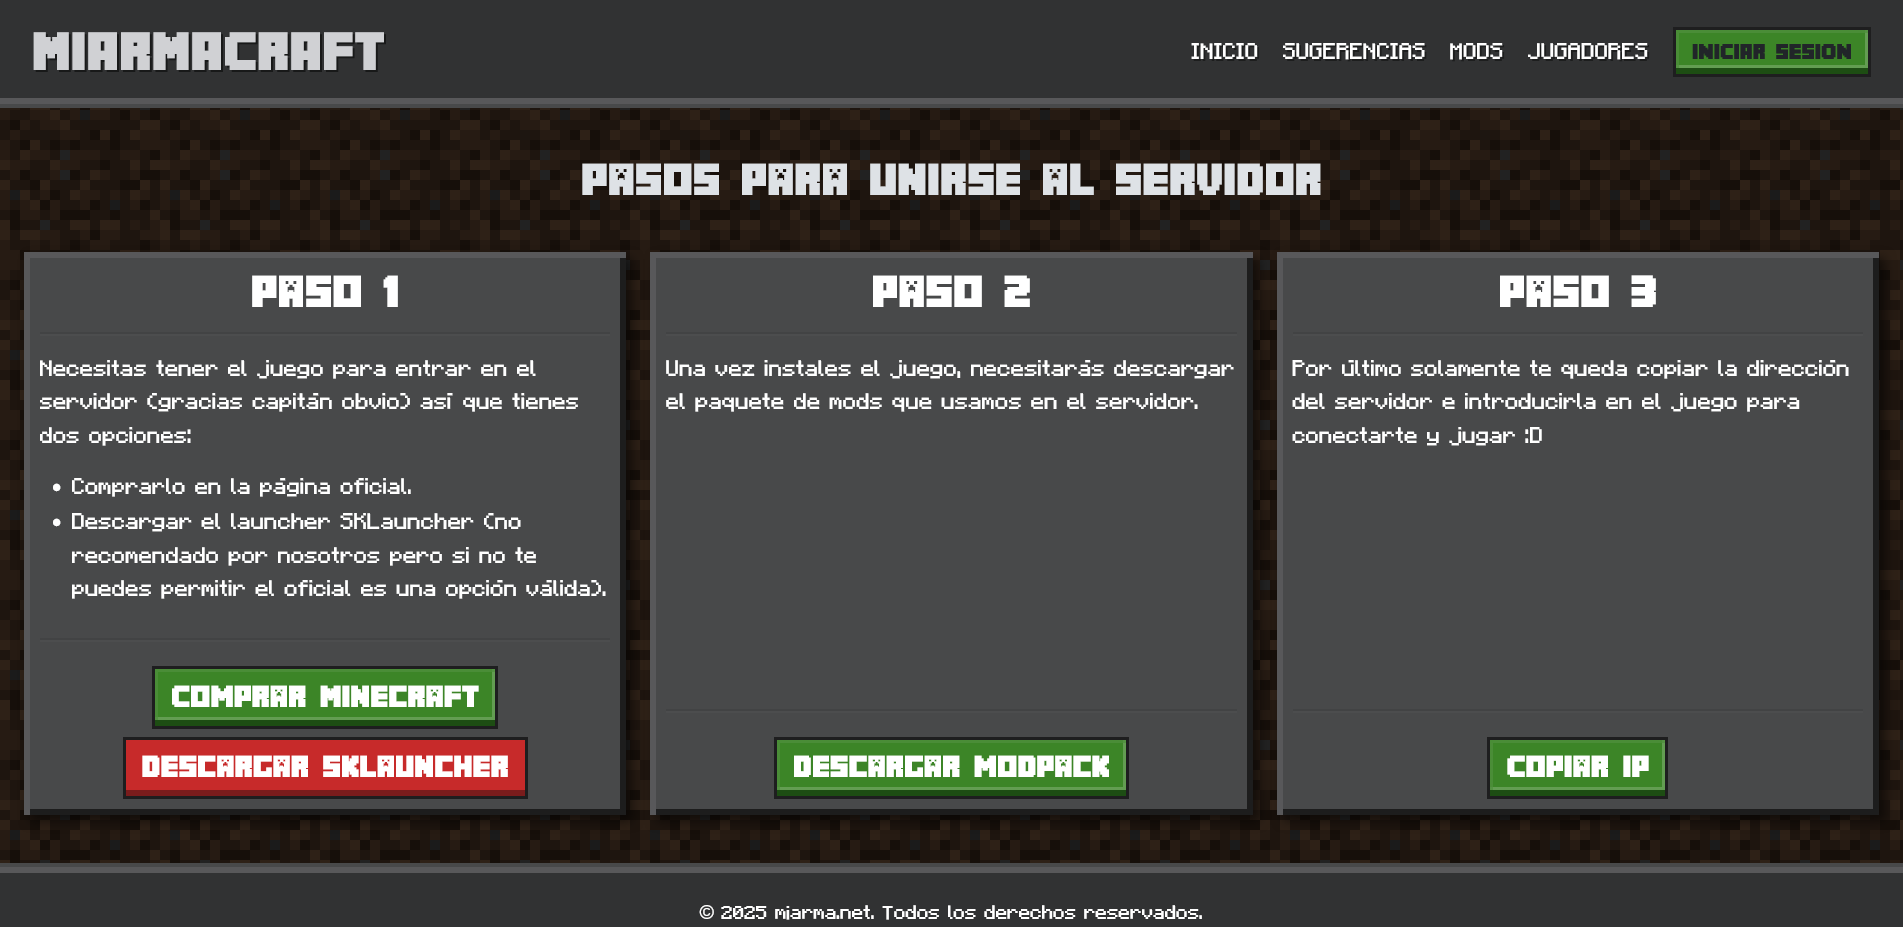 MIARMACRAFT
INICIO SUGERENCIAS MODS JUGADORES INICIAR SESION
PASOS PARA UNIRSE AL SERVIDOR
PASO 1
Necesitas tener el juego para entrar en el
servidor (gracias capitán obvio) así que tienes
dos opciones:
• Comprarlo en la página oficial.
• Descargar el launcher SKLauncher (no
recomendado por nosotros pero si no te
puedes permitir el oficial es una opción válida).
COMPRAR MINECRAFT
DESCARGAR SKLAUNCHER
PASO 2
Una vez instales el juego, necesitarás descargar
el paquete de mods que usamos en el servidor.
DESCARGAR MODPACK
PASO 3
Por último solamente te queda copiar la dirección
del servidor e introducirla en el juego para
conectarte y jugar :D
COPIAR IP
© 2025 miarma.net. Todos los derechos reservados.